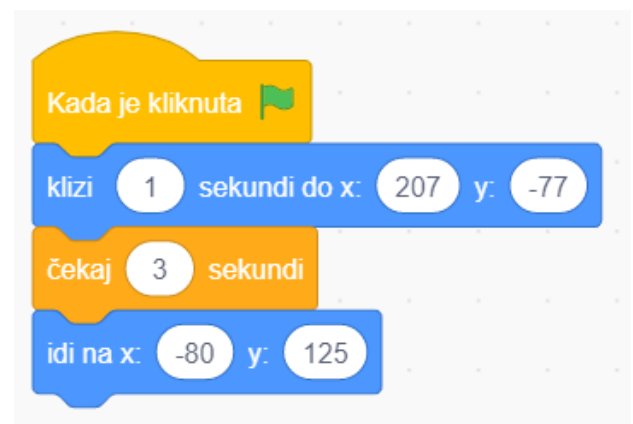 Kada je kliknuta
klizi 1 sekundi do x: 207 y: -77
čekaj 3 sekundi
idi na x: -80 y: 125